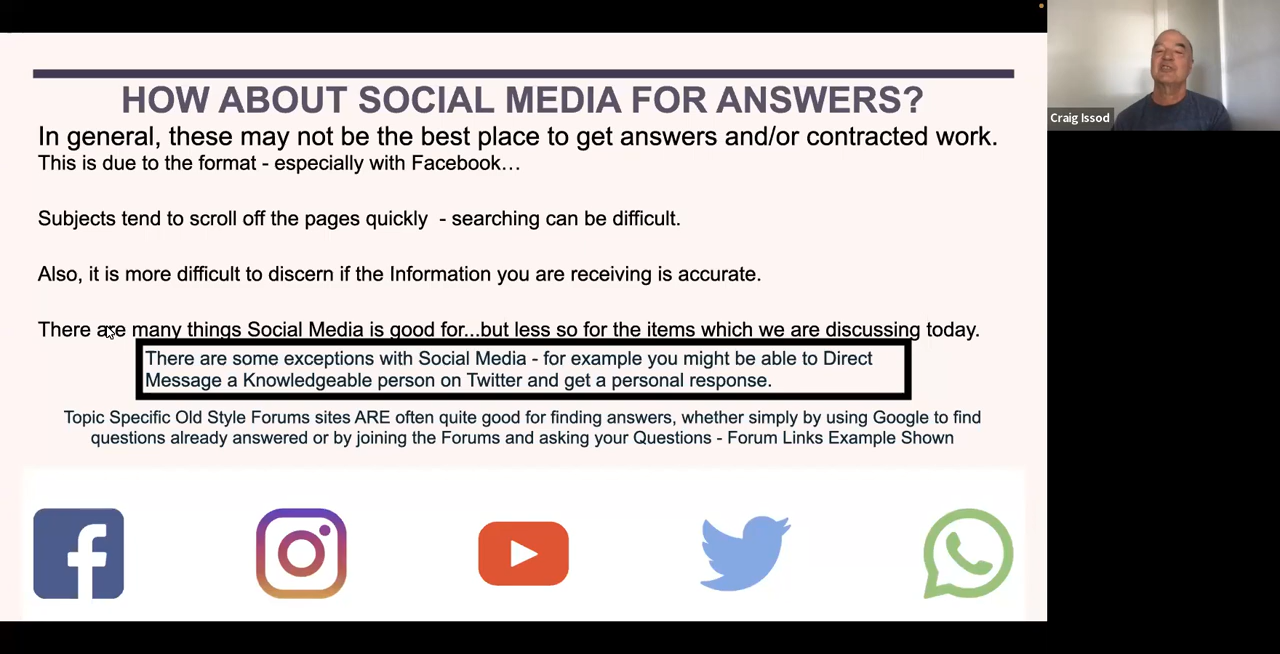 HOW ABOUT SOCIAL MEDIA FOR ANSWERS?
In general, these may not be the best place to get answers and/or contracted work.
This is due to the format - especially with Facebook…
Subjects tend to scroll off the pages quickly - searching can be difficult.
Also, it is more difficult to discern if the Information you are receiving is accurate.
There are many things Social Media is good for...but less so for the items which we are discussing today.
There are some exceptions with Social Media - for example you might be able to Direct
Message a Knowledgeable person on Twitter and get a personal response.
Topic Specific Old Style Forums sites ARE often quite good for finding answers, whether simply by using Google to find
questions already answered or by joining the Forums and asking your Questions - Forum Links Example Shown
Craig Issod